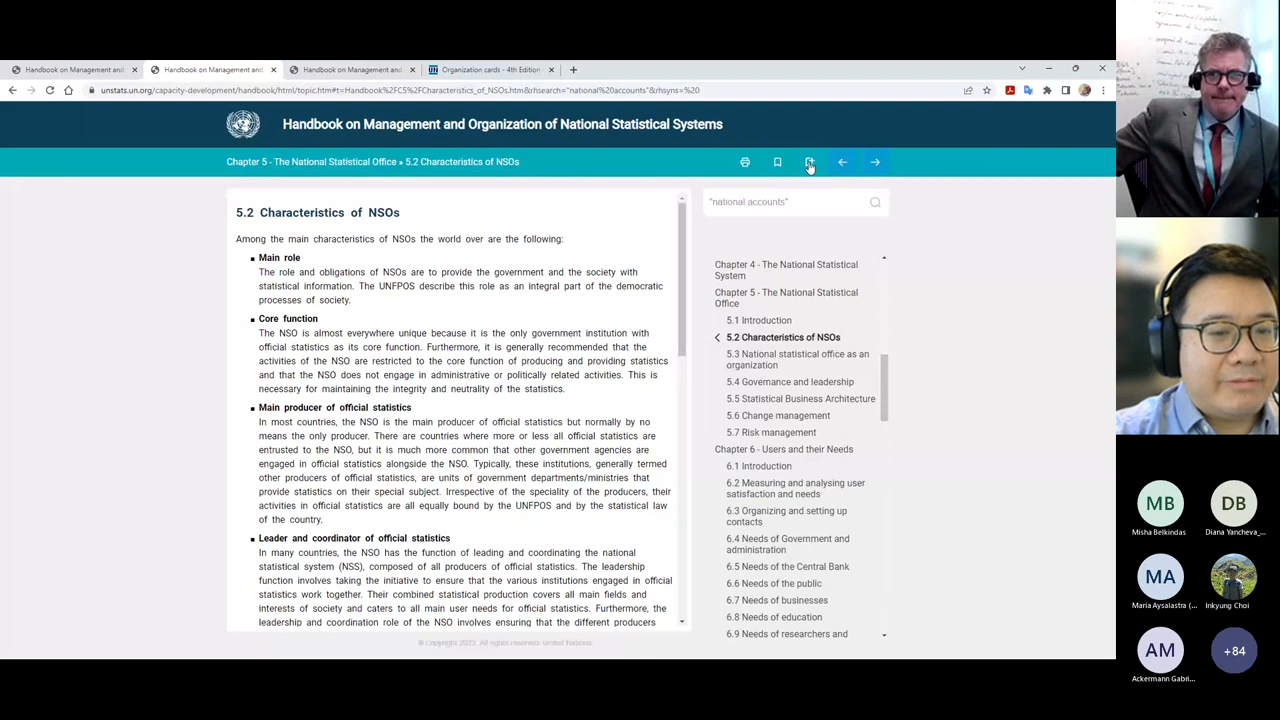 Handbook on Management and
Handbook on Management and
Handbook on Management and
Organization cards - 4th Edition
unstats.un.org/capacity-development/handbook/html/topic.htm#t=Handbook%2FC5%2FCharacteristics_of_NSOs.htm&rhsearch="national%20accounts"&rhsyns=%20
Handbook on Management and Organization of National Statistical Systems
Chapter 5 - The National Statistical Office » 5.2 Characteristics of NSOs
5.2 Characteristics of NSOs
Among the main characteristics of NSOs the world over are the following:
Main role
The role and obligations of NSOs are to provide the government and the society with
statistical information. The UNFPOS describe this role as an integral part of the democratic
processes of society.
Core function
The NSO is almost everywhere unique because it is the only government institution with
official statistics as its core function. Furthermore, it is generally recommended that the
activities of the NSO are restricted to the core function of producing and providing statistics
and that the NSO does not engage in administrative or politically related activities. This is
necessary for maintaining the integrity and neutrality of the statistics.
Main producer of official statistics
In most countries, the NSO is the main producer of official statistics but normally by no
means the only producer. There are countries where more or less all official statistics are
entrusted to the NSO, but it is much more common that other government agencies are
engaged in official statistics alongside the NSO. Typically, these institutions, generally termed
other producers of official statistics, are units of government departments/ministries that
provide statistics on their special subject. Irrespective of the speciality of the producers, their
activities in official statistics are all equally bound by the UNFPOS and by the statistical law
of the country.
Leader and coordinator of official statistics
In many countries, the NSO has the function of leading and coordinating the national
statistical system (NSS), composed of all producers of official statistics. The leadership
function involves taking the initiative to ensure that the various institutions engaged in official
statistics work together. Their combined statistical production covers all main fields and
interests of society and caters to all main user needs for official statistics. Furthermore, the
leadership and coordination role of the NSO involves ensuring that the different producers
"national accounts"
Chapter 4 - The National Statistical
System
Chapter 5 - The National Statistical
Office
5.1 Introduction
5.2 Characteristics of NSOs
5.3 National statistical office as an
organization
5.4 Governance and leadership
5.5 Statistical Business Architecture
5.6 Change management
5.7 Risk management
Chapter 6 - Users and their Needs
6.1 Introduction
6.2 Measuring and analysing user
satisfaction and needs
6.3 Organizing and setting up
contacts
6.4 Needs of Government and
administration
6.5 Needs of the Central Bank
6.6 Needs of the public
6.7 Needs of businesses
6.8 Needs of education
6.9 Needs of researchers and
© Copyright 2022. All rights reserved. United Nations.
MB
Misha Belkindas
DB
Diana Yancheva_...
MA
Maria Aysalastra (...
Inkyung Choi
AM
Ackermann Gabri...
+84